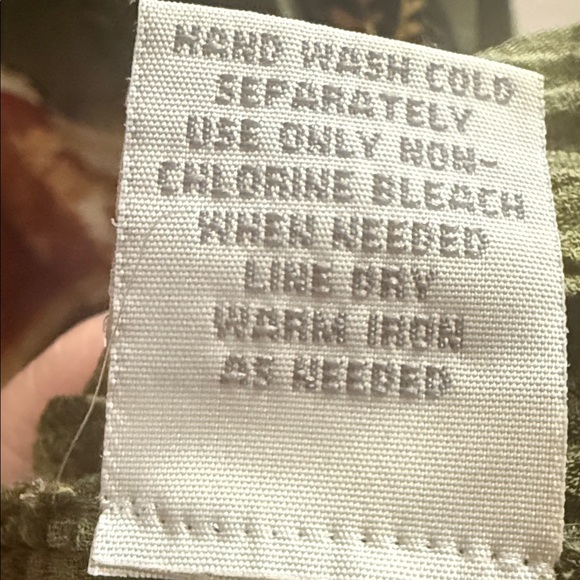 HAND WASH COLD
SEPARATELY
USE ONLY NON-
CHLORINE BLEACH
WHEN NEEDED
LINE DRY
WARM IRON
AS NEEDED